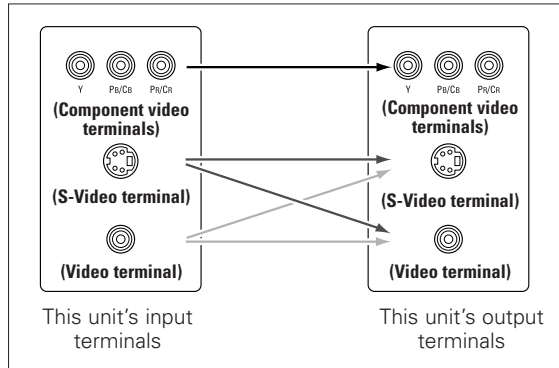 Y PB/CB PR/CR
(Component video
terminals)
(S-Video terminal)
(Video terminal)
This unit's input
terminals
Y PB/CB PR/CR
(Component video
terminals)
(S-Video terminal)
(Video terminal)
This unit's output
terminals